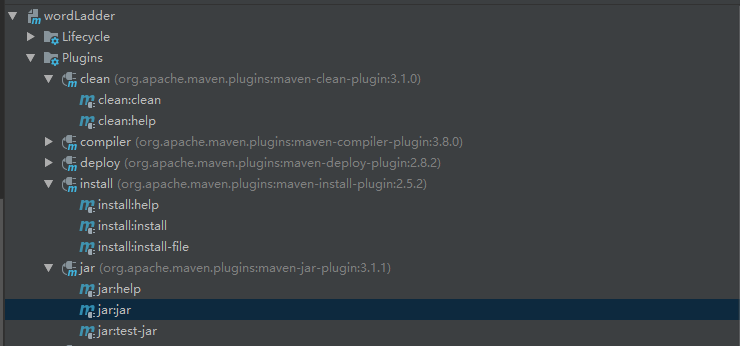 wordLadder
Lifecycle
Plugins
clean (org.apache.maven.plugins:maven-clean-plugin:3.1.0)
clean:clean
clean:help
compiler (org.apache.maven.plugins:maven-compiler-plugin:3.8.0)
deploy (org.apache.maven.plugins:maven-deploy-plugin:2.8.2)
install (org.apache.maven.plugins:maven-install-plugin:2.5.2)
install:help
install:install
install:install-file
jar (org.apache.maven.plugins:maven-jar-plugin:3.1.1)
jar:help
jar:jar
jar:test-jar